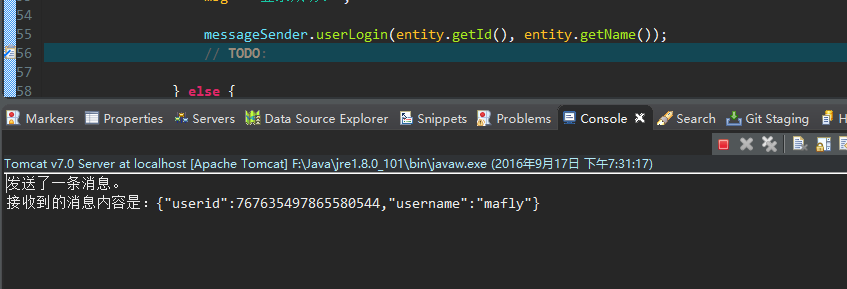 54
55 messageSender.userLogin(entity.getId(), entity.getName());
56 // TODO:
57
58 } else {
Markers Properties Servers Data Source Explorer Snippets Problems Console Search Git Staging
Tomcat v7.0 Server at localhost [Apache Tomcat] F:\Java\jre1.8.0_101\bin\javaw.exe (2016年9月17日 下午7:31:17)
发送了一条消息。
接收到的消息内容是：{"userid":767635497865580544,"username":"mafly"}